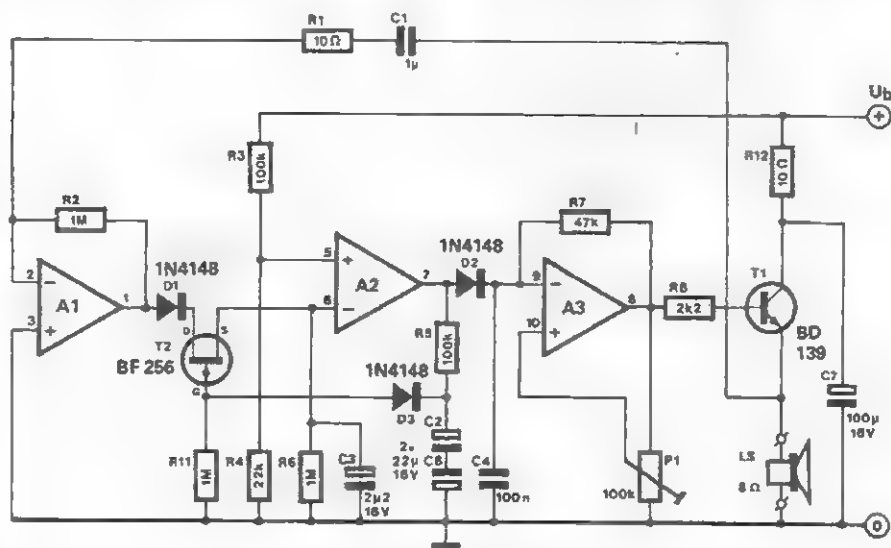 R1
10Ω
C1
1µ
Ub
+
R3
100k
R12
10Ω
R2
1M
R7
47k
1N4148
D1
2
−
A1
1
3
+
D
S
T2
BF 256
G
5
+
A2
7
6
−
1N4148
D2
9
−
A3
8
10
+
R8
2k2
T1
BD
139
R5
100k
1N4148
D3
C2
22µ
16V
C6
C7
100µ
16V
R11
1M
R4
22k
R6
1M
C3
2µ2
16V
C4
100n
P1
100k
LS
8Ω
0